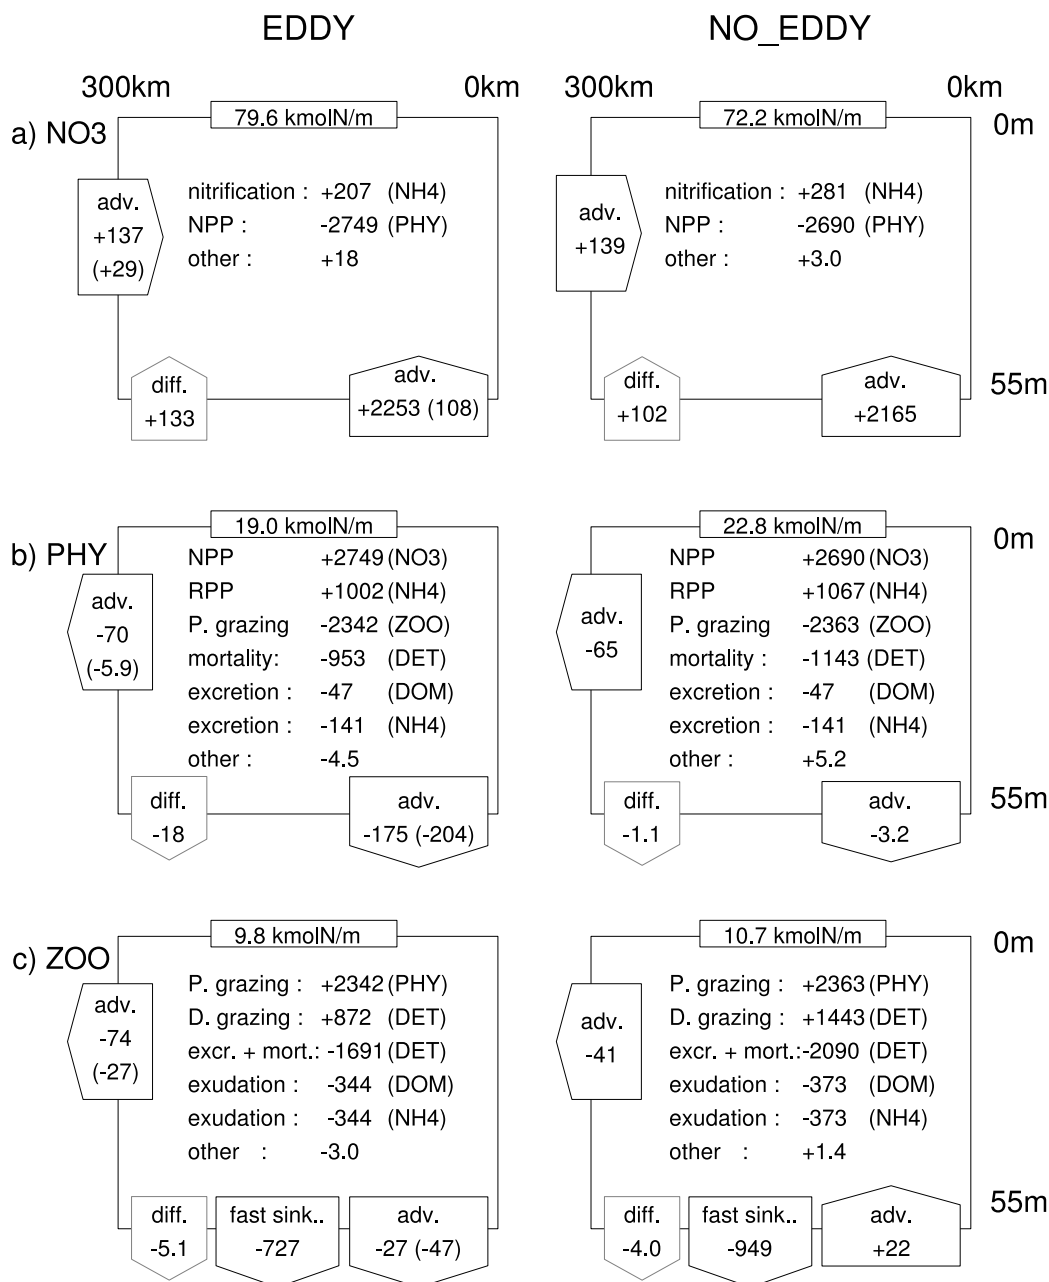 EDDY NO_EDDY
300km 0km 300km 0km
79.6 kmolN/m 72.2 kmolN/m 0m
a) NO3
nitrification : +207 (NH4) nitrification : +281 (NH4)
adv. NPP : -2749 (PHY) adv. NPP : -2690 (PHY)
+137 other : +18 +139 other : +3.0
(+29)
diff. adv. diff. adv. 55m
+133 +2253 (108) +102 +2165
19.0 kmolN/m 22.8 kmolN/m 0m
b) PHY
NPP +2749 (NO3) NPP +2690 (NO3)
RPP +1002 (NH4) RPP +1067 (NH4)
adv. P. grazing -2342 (ZOO) adv. P. grazing -2363 (ZOO)
-70 mortality: -953 (DET) -65 mortality : -1143 (DET)
(-5.9) excretion : -47 (DOM) excretion : -47 (DOM)
excretion : -141 (NH4) excretion : -141 (NH4)
other : -4.5 other : +5.2
diff. adv. diff. adv. 55m
-18 -175 (-204) -1.1 -3.2
9.8 kmolN/m 10.7 kmolN/m 0m
c) ZOO
P. grazing : +2342 (PHY) P. grazing : +2363 (PHY)
adv. D. grazing : +872 (DET) adv. D. grazing : +1443 (DET)
-74 excr. + mort.: -1691 (DET) -41 excr. + mort.: -2090 (DET)
(-27) exudation : -344 (DOM) exudation : -373 (DOM)
exudation : -344 (NH4) exudation : -373 (NH4)
other : -3.0 other : +1.4
diff. fast sink.. adv. diff. fast sink.. adv. 55m
-5.1 -727 -27 (-47) -4.0 -949 +22